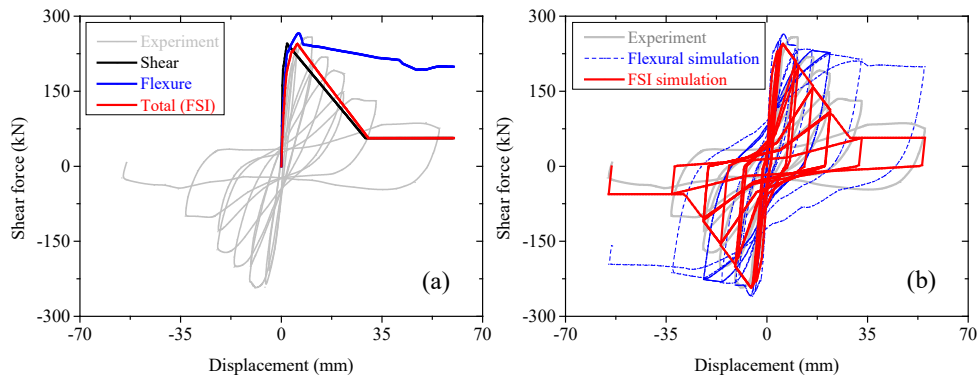 300
150
0
-150
-300
Shear force (kN)
Experiment
Shear
Flexure
Total (FSI)
(a)
-70
-35
0
35
70
Displacement (mm)
300
150
0
-150
-300
Shear force (kN)
Experiment
Flexural simulation
FSI simulation
(b)
-70
-35
0
35
70
Displacement (mm)